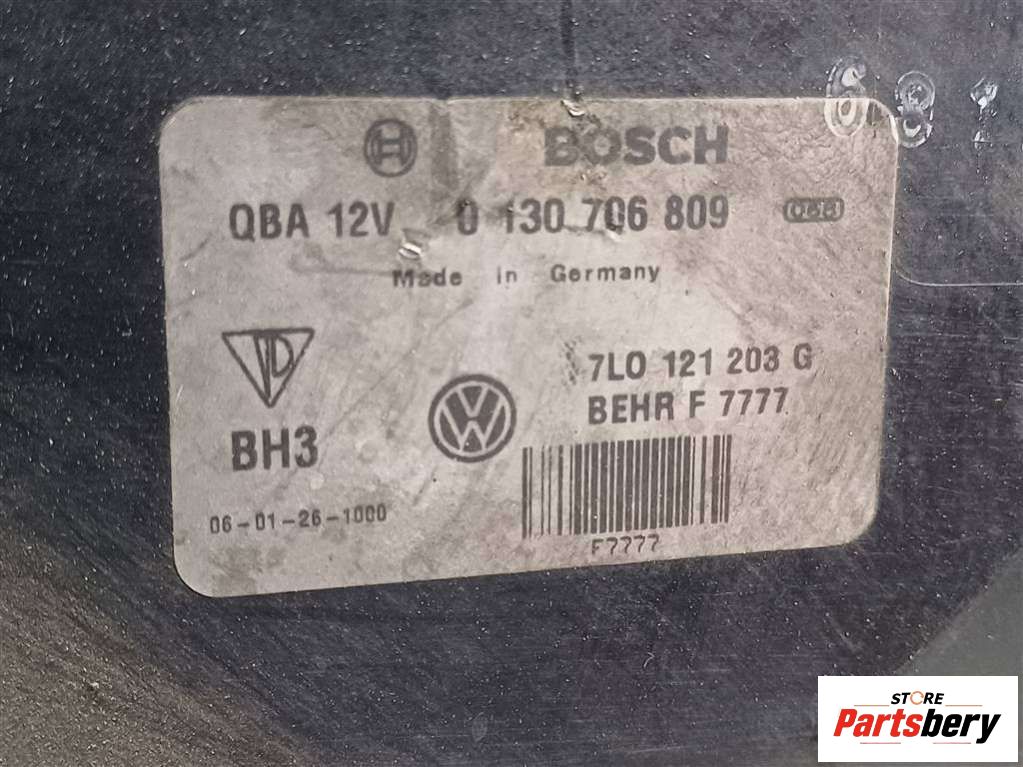 BOSCH
QBA 12V 0 130 706 809
Made in Germany
7L0 121 203 G
BEHR F 7777
BH3
06-01-26-1000
F7777
STORE
Partsbery